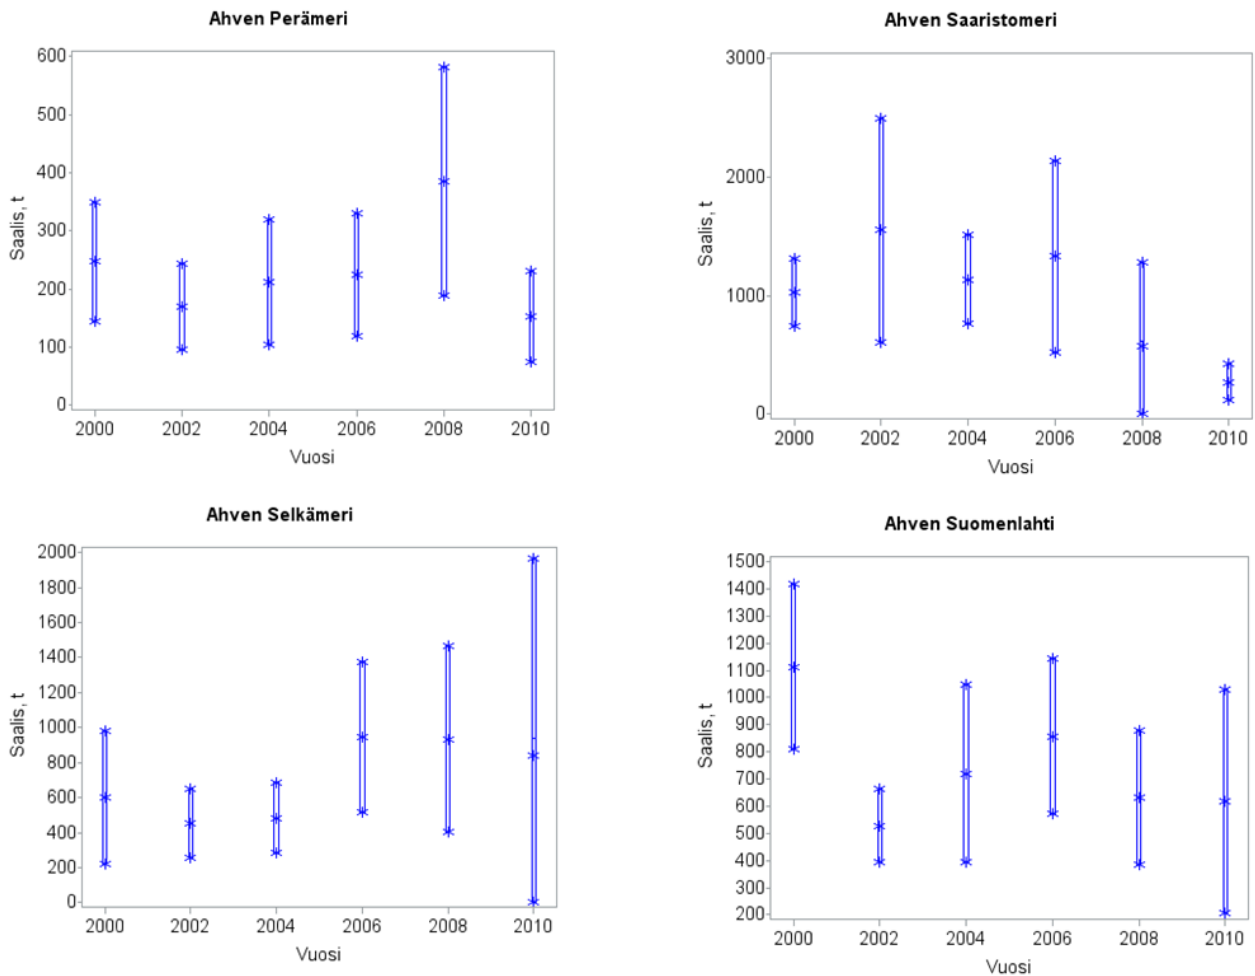 Ahven Perämeri
600
500
400
300
200
100
0
Saalis, t
2000 2002 2004 2006 2008 2010
Vuosi
Ahven Saaristomeri
3000
2000
1000
0
Saalis, t
2000 2002 2004 2006 2008 2010
Vuosi
Ahven Selkämeri
2000
1800
1600
1400
1200
1000
800
600
400
200
0
Saalis, t
2000 2002 2004 2006 2008 2010
Vuosi
Ahven Suomenlahti
1500
1400
1300
1200
1100
1000
900
800
700
600
500
400
300
200
Saalis, t
2000 2002 2004 2006 2008 2010
Vuosi